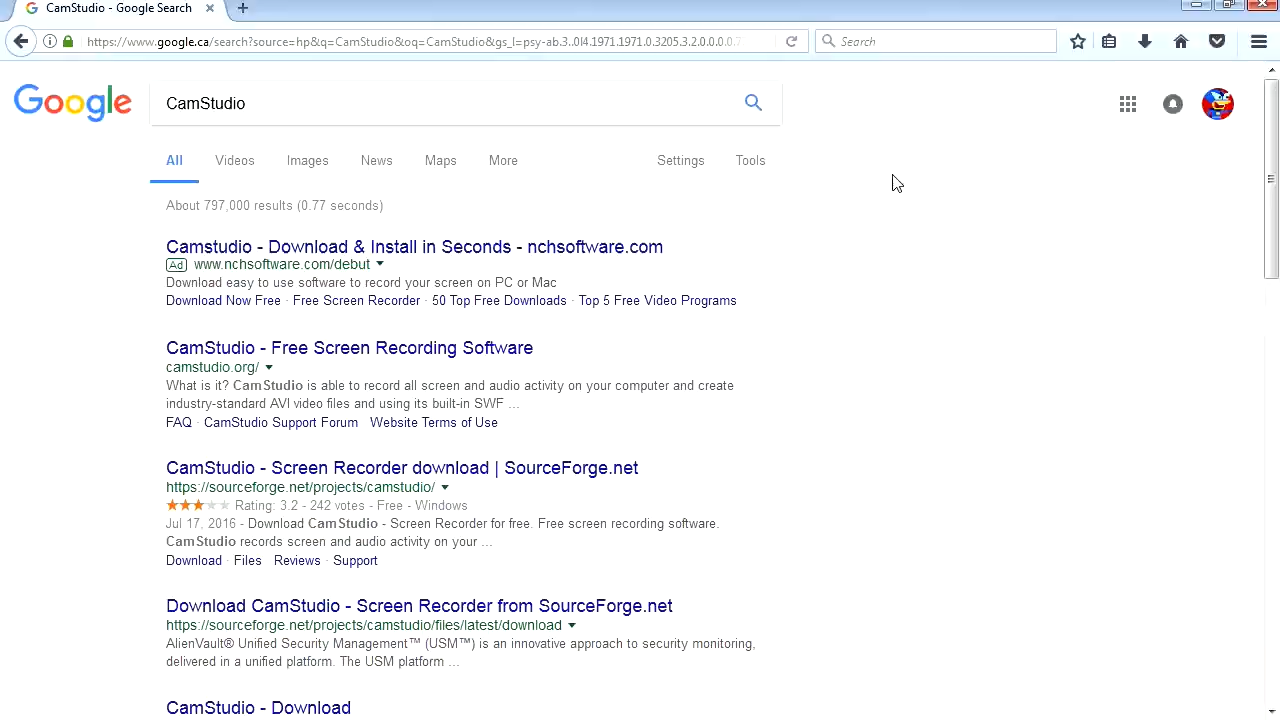 CamStudio - Google Search
https://www.google.ca/search?source=hp&q=CamStudio&oq=CamStudio&gs_l=psy-ab.3..0l4.1971.1971.0.3205.3.2.0.0.0.0.7
Search
Google
CamStudio
All Videos Images News Maps More Settings Tools
About 797,000 results (0.77 seconds)
Camstudio - Download & Install in Seconds - nchsoftware.com
Ad www.nchsoftware.com/debut
Download easy to use software to record your screen on PC or Mac
Download Now Free · Free Screen Recorder · 50 Top Free Downloads · Top 5 Free Video Programs
CamStudio - Free Screen Recording Software
camstudio.org/
What is it? CamStudio is able to record all screen and audio activity on your computer and create
industry-standard AVI video files and using its built-in SWF ...
FAQ · CamStudio Support Forum · Website Terms of Use
CamStudio - Screen Recorder download | SourceForge.net
https://sourceforge.net/projects/camstudio/
Rating: 3.2 - 242 votes - Free - Windows
Jul 17, 2016 - Download CamStudio - Screen Recorder for free. Free screen recording software.
CamStudio records screen and audio activity on your ...
Download · Files · Reviews · Support
Download CamStudio - Screen Recorder from SourceForge.net
https://sourceforge.net/projects/camstudio/files/latest/download
AlienVault® Unified Security Management™ (USM™) is an innovative approach to security monitoring,
delivered in a unified platform. The USM platform ...
CamStudio - Download